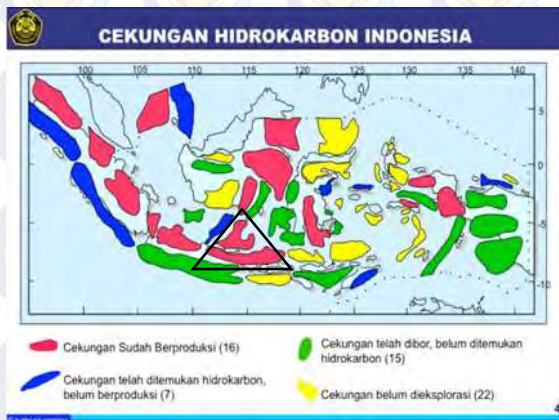 CEKUNGAN HIDROKARBON INDONESIA
100 105 110 115 120 125 130 135 140
5
0
-5
-10
Cekungan Sudah Berproduksi (16)
Cekungan telah dibor, belum ditemukan
hidrokarbon (15)
Cekungan telah ditemukan hidrokarbon,
belum berproduksi (7)
Cekungan belum dieksplorasi (22)